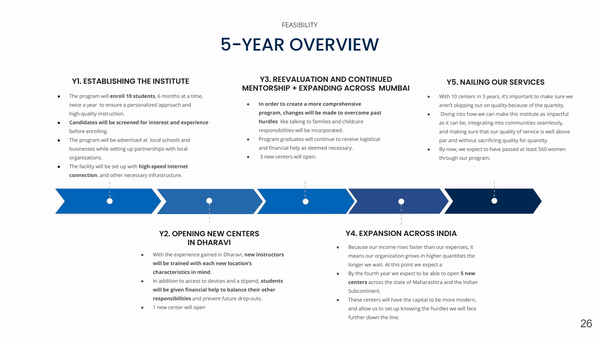 FEASIBILITY
5-YEAR OVERVIEW
Y1. ESTABLISHING THE INSTITUTE
• The program will enroll 10 students, 6 months at a time,
twice a year to ensure a personalized approach and
high-quality instruction.
• Candidates will be screened for interest and experience
before enrolling.
• The program will be advertised at local schools and
businesses while setting up partnerships with local
organizations.
• The facility will be set up with high-speed internet
connection, and other necessary infrastructure.
Y3. REEVALUATION AND CONTINUED
MENTORSHIP + EXPANDING ACROSS MUMBAI
• In order to create a more comprehensive
program, changes will be made to overcome past
hurdles like talking to families and childcare
responsibilities will be incorporated.
• Program graduates will continue to receive logistical
and financial help as deemed necessary.
• 3 new centers will open.
Y5. NAILING OUR SERVICES
• With 10 centers in 5 years, it's important to make sure we
aren't skipping out on quality because of the quantity.
• Diving into how we can make this institute as impactful
as it can be, integrating into communities seamlessly,
and making sure that our quality of service is well above
par and without sacrificing quality for quantity.
• By now, we expect to have passed at least 560 women
through our program.
Y2. OPENING NEW CENTERS
IN DHARAVI
• With the experience gained in Dharavi, new instructors
will be trained with each new location's
characteristics in mind.
• In addition to access to devices and a stipend, students
will be given financial help to balance their other
responsibilities and prevent future drop-outs.
• 1 new center will open
Y4. EXPANSION ACROSS INDIA
• Because our income rises faster than our expenses, it
means our organization grows in higher quantities the
longer we wait. At this point we expect a
• By the fourth year we expect to be able to open 5 new
centers across the state of Maharashtra and the Indian
Subcontinent.
• These centers will have the capital to be more modern,
and allow us to set up knowing the hurdles we will face
further down the line.
26